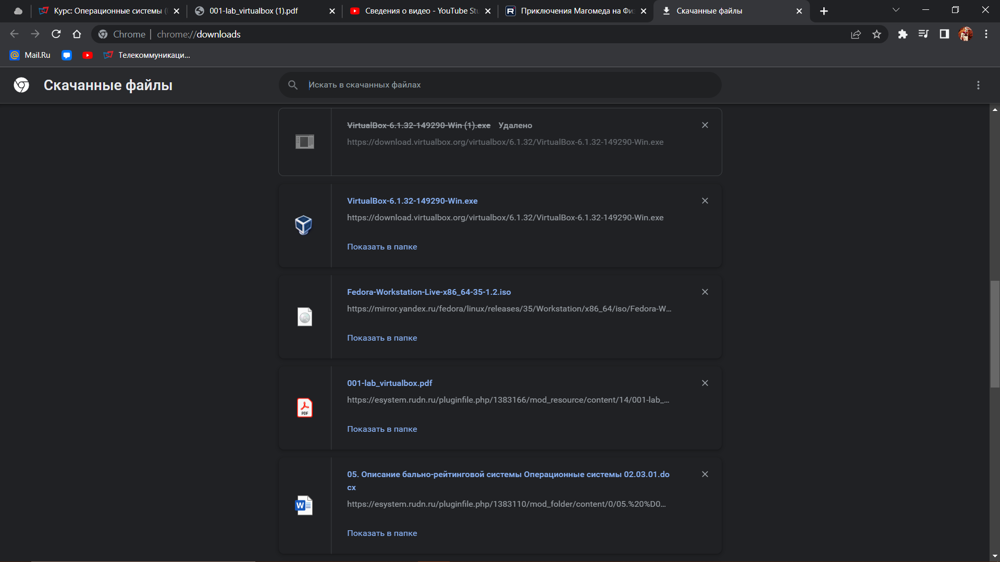 Курс: Операционные системы (
001-lab_virtualbox (1).pdf
Сведения о видео - YouTube Stu
Приключения Магомеда на Физ
Скачанные файлы
Chrome | chrome://downloads
Mail.Ru
Телекоммуникаци...
Скачанные файлы
Искать в скачанных файлах
VirtualBox-6.1.32-149290-Win (1).exe Удалено
https://download.virtualbox.org/virtualbox/6.1.32/VirtualBox-6.1.32-149290-Win.exe
VirtualBox-6.1.32-149290-Win.exe
https://download.virtualbox.org/virtualbox/6.1.32/VirtualBox-6.1.32-149290-Win.exe
Показать в папке
Fedora-Workstation-Live-x86_64-35-1.2.iso
https://mirror.yandex.ru/fedora/linux/releases/35/Workstation/x86_64/iso/Fedora-W...
Показать в папке
001-lab_virtualbox.pdf
https://esystem.rudn.ru/pluginfile.php/1383166/mod_resource/content/14/001-lab_...
PDF
Показать в папке
05. Описание бально-рейтинговой системы Операционные системы 02.03.01.do
cx
https://esystem.rudn.ru/pluginfile.php/1383110/mod_folder/content/0/05.%20%D0...
Показать в папке